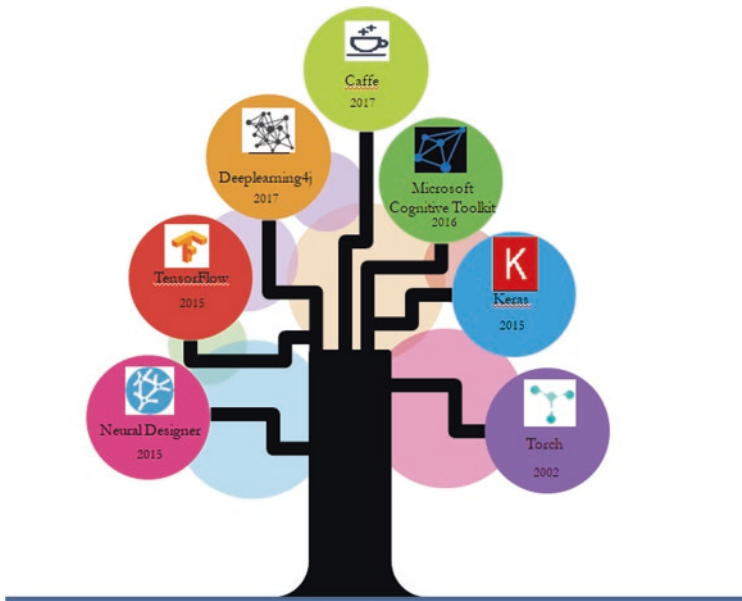 Caffe
2017
Deeplearning4j
2017
Microsoft
Cognitive Toolkit
2016
TensorFlow
2015
K
Keras
2015
Neural Designer
2015
Torch
2002